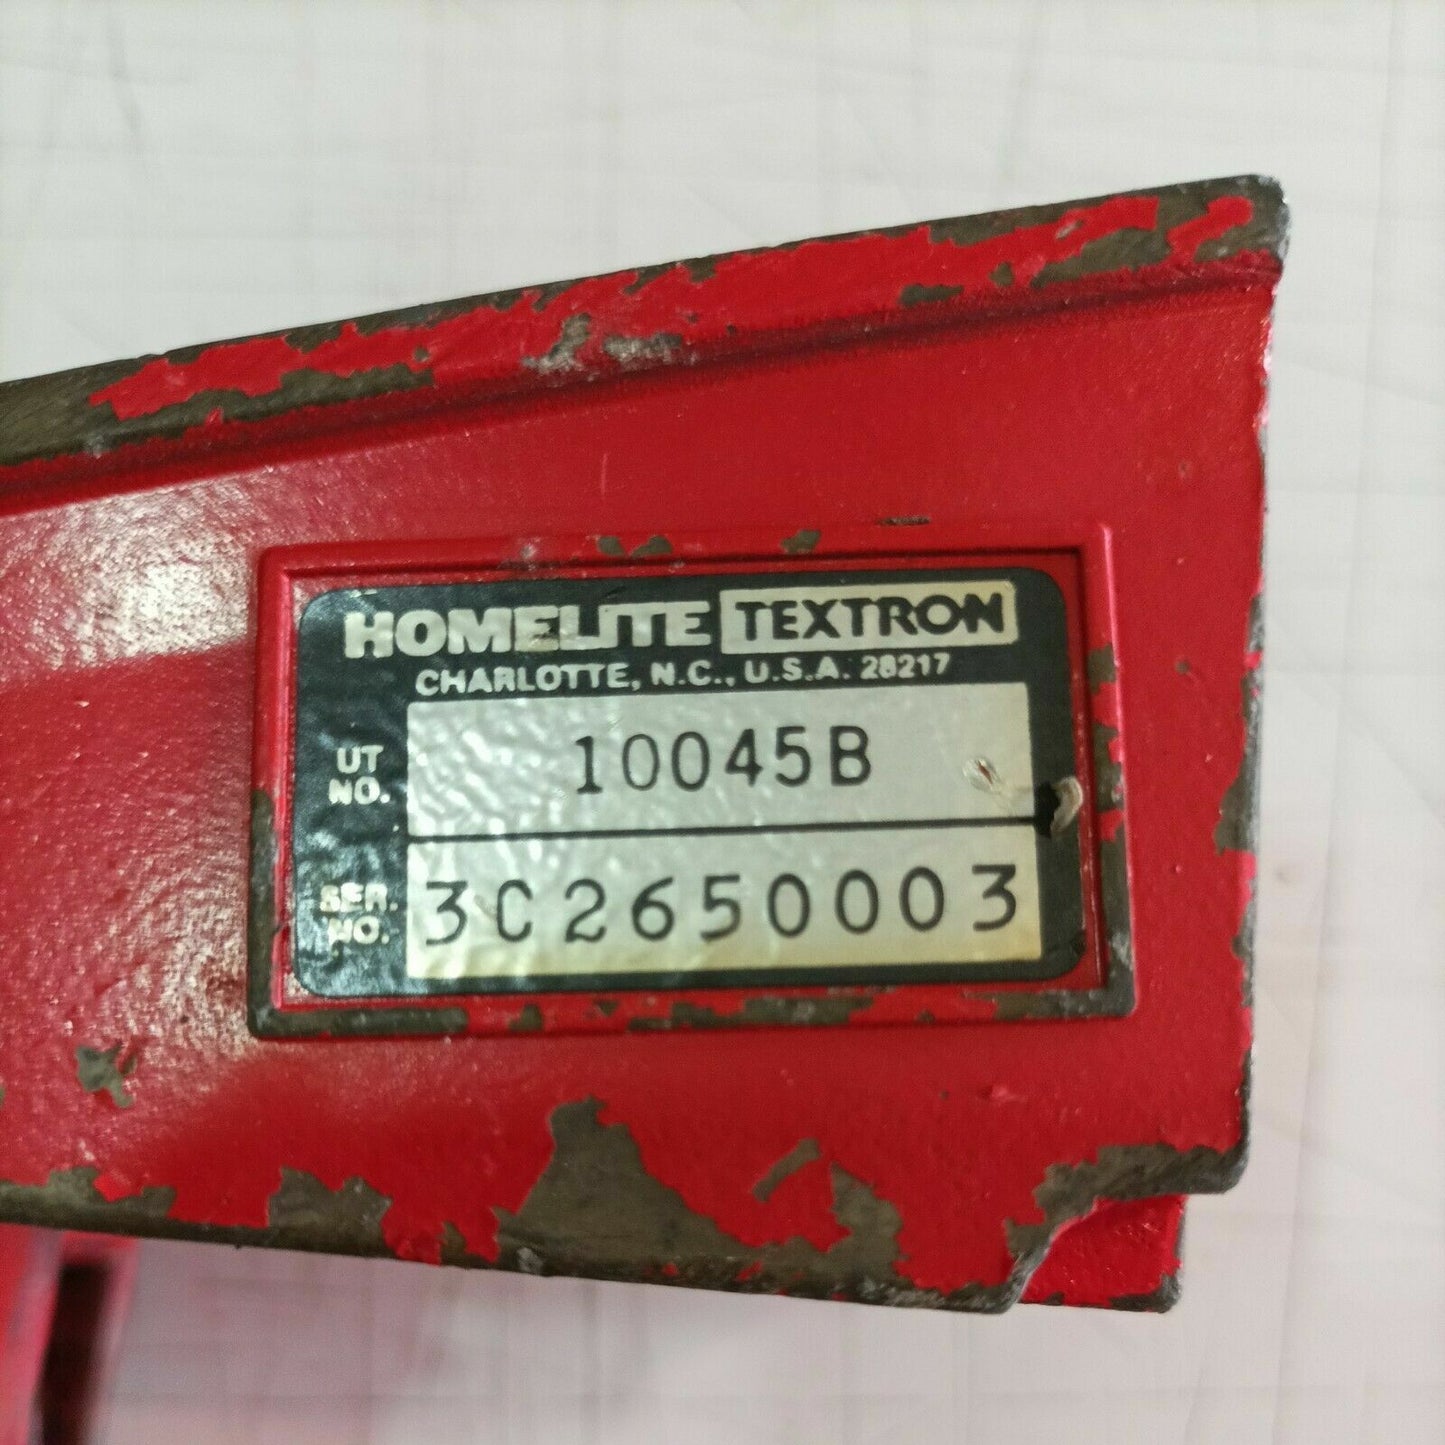 HOMELITE TEXTRON
CHARLOTTE, N.C., U.S.A. 28217
UT NO. 10045B
SER. NO. 3C2650003